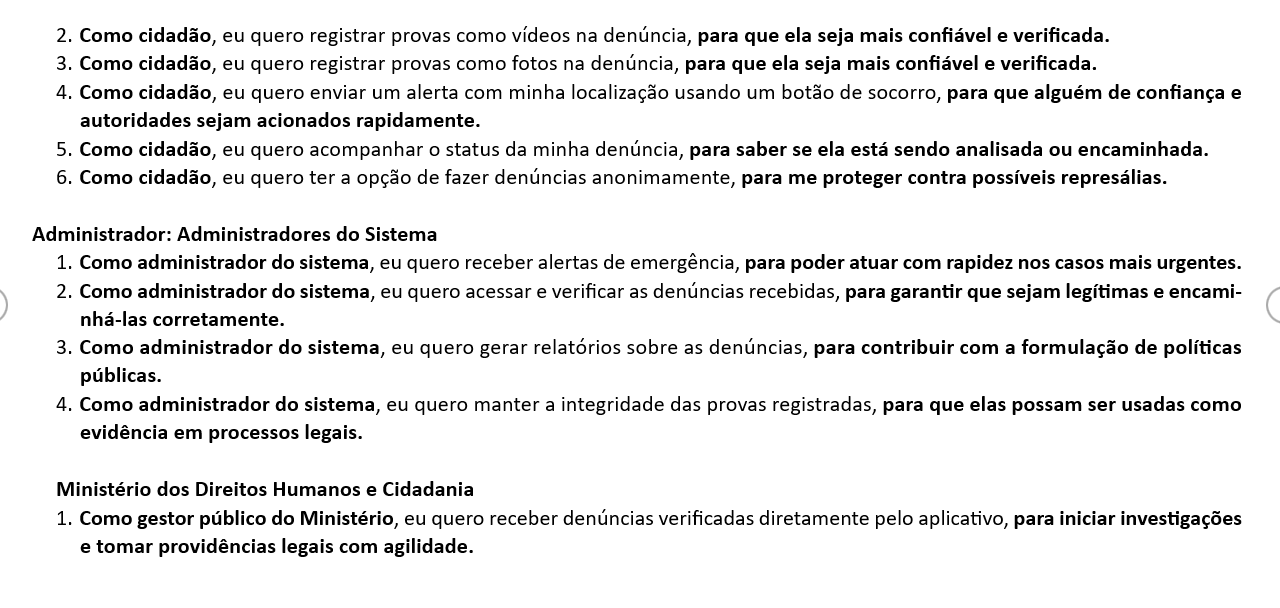 2. Como cidadão, eu quero registrar provas como vídeos na denúncia, para que ela seja mais confiável e verificada.
3. Como cidadão, eu quero registrar provas como fotos na denúncia, para que ela seja mais confiável e verificada.
4. Como cidadão, eu quero enviar um alerta com minha localização usando um botão de socorro, para que alguém de confiança e
autoridades sejam acionados rapidamente.
5. Como cidadão, eu quero acompanhar o status da minha denúncia, para saber se ela está sendo analisada ou encaminhada.
6. Como cidadão, eu quero ter a opção de fazer denúncias anonimamente, para me proteger contra possíveis represálias.
Administrador: Administradores do Sistema
1. Como administrador do sistema, eu quero receber alertas de emergência, para poder atuar com rapidez nos casos mais urgentes.
2. Como administrador do sistema, eu quero acessar e verificar as denúncias recebidas, para garantir que sejam legítimas e encami-
nhá-las corretamente.
3. Como administrador do sistema, eu quero gerar relatórios sobre as denúncias, para contribuir com a formulação de políticas
públicas.
4. Como administrador do sistema, eu quero manter a integridade das provas registradas, para que elas possam ser usadas como
evidência em processos legais.
Ministério dos Direitos Humanos e Cidadania
1. Como gestor público do Ministério, eu quero receber denúncias verificadas diretamente pelo aplicativo, para iniciar investigações
e tomar providências legais com agilidade.